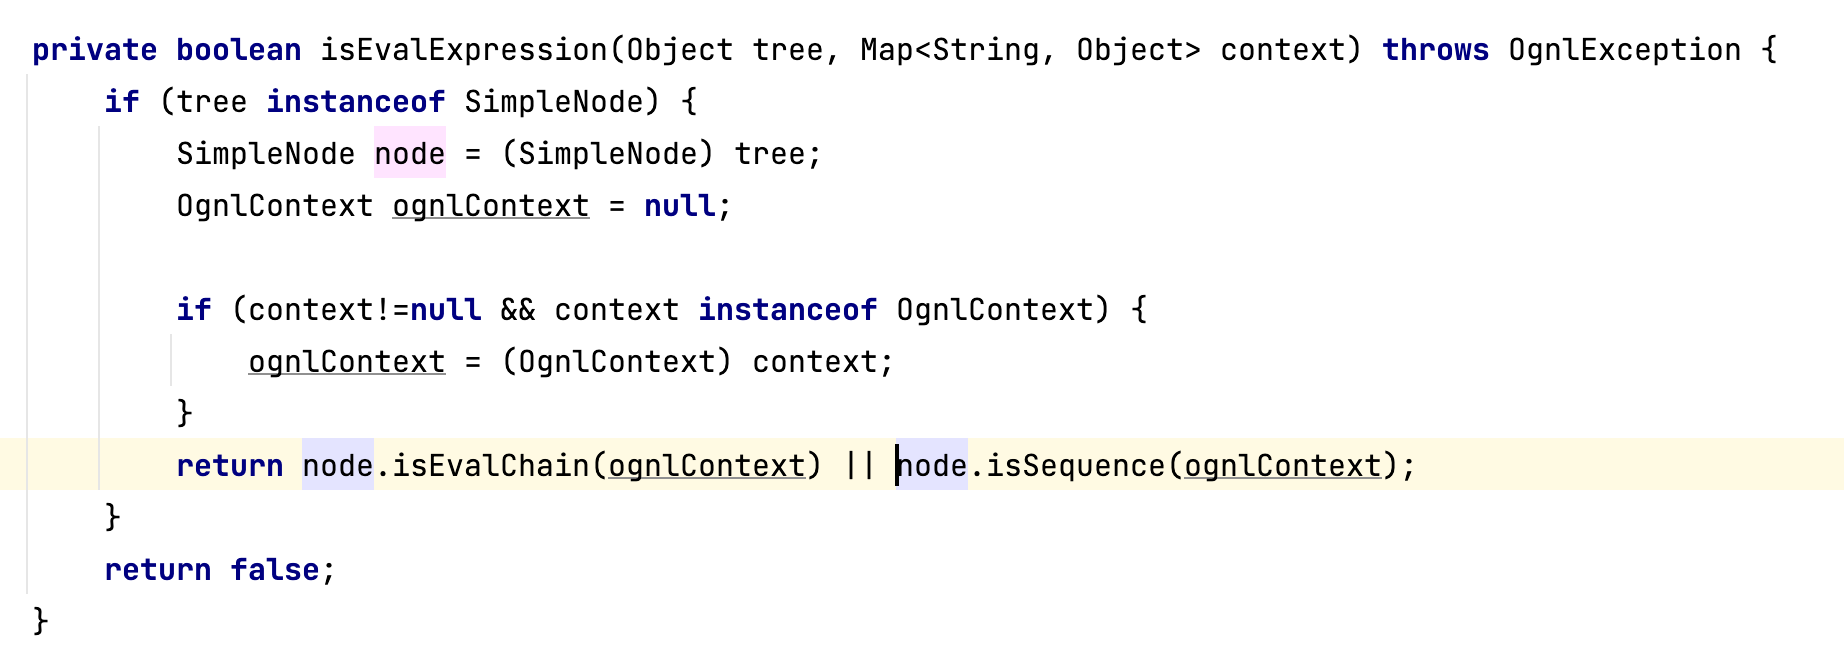 private boolean isEvalExpression(Object tree, Map<String, Object> context) throws OgnlException {
if (tree instanceof SimpleNode) {
SimpleNode node = (SimpleNode) tree;
OgnlContext ognlContext = null;
if (context!=null && context instanceof OgnlContext) {
ognlContext = (OgnlContext) context;
}
return node.isEvalChain(ognlContext) || node.isSequence(ognlContext);
}
return false;
}